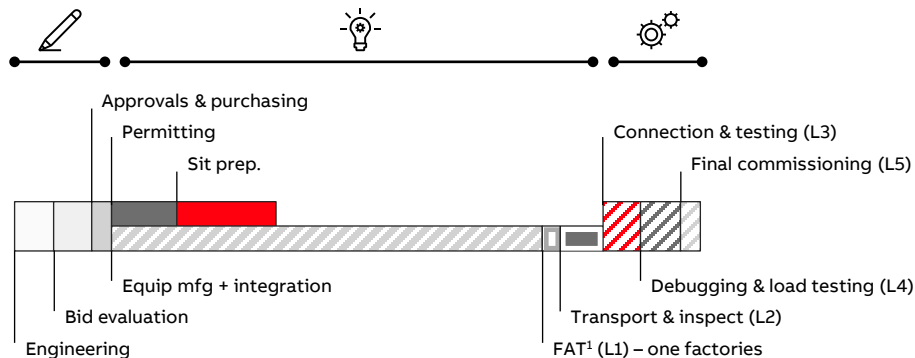 Approvals & purchasing
Permitting
Connection & testing (L3)
Sit prep.
Final commissioning (L5)
Equip mfg + integration
Debugging & load testing (L4)
Bid evaluation
Transport & inspect (L2)
Engineering
FAT¹ (L1) – one factories